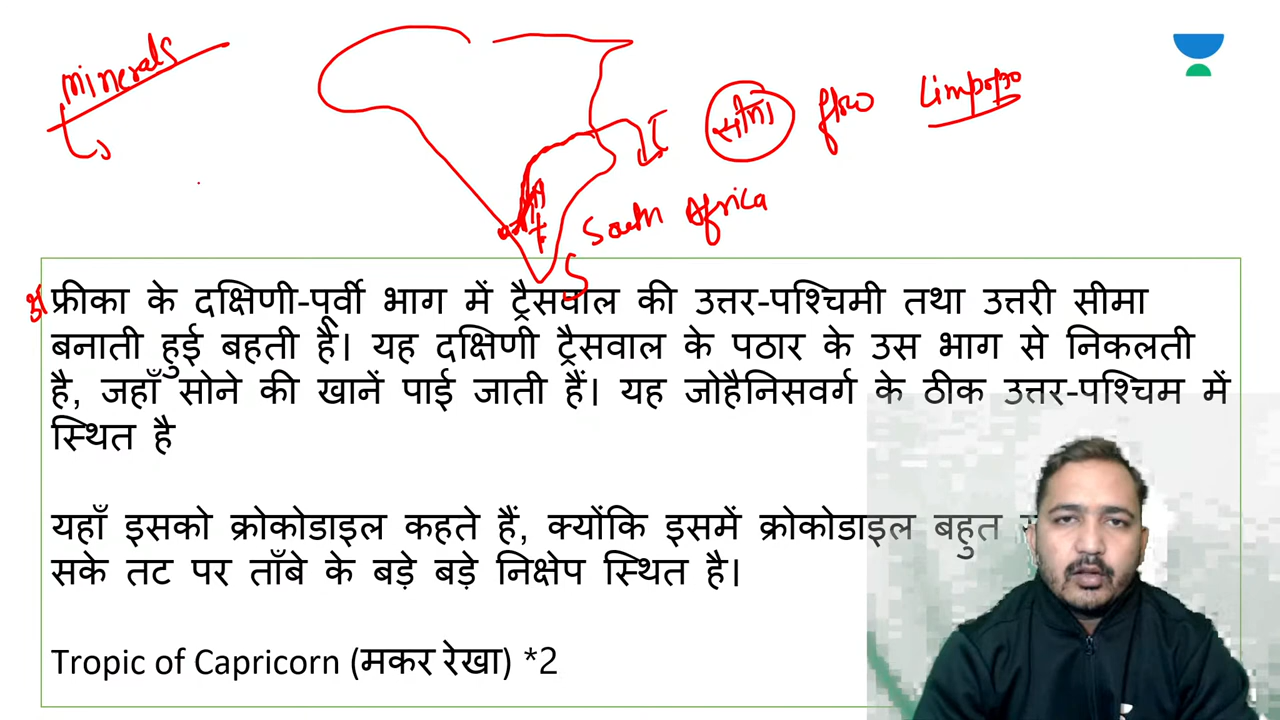 Minerals
सोना
Limpopo
South Africa
फ्रीका के दक्षिणी-पूर्वी भाग में ट्रैसवाल की उत्तर-पश्चिमी तथा उत्तरी सीमा
बनाती हुई बहती है। यह दक्षिणी ट्रैसवाल के पठार के उस भाग से निकलती
है, जहाँ सोने की खानें पाई जाती हैं। यह जोहैनिसवर्ग के ठीक उत्तर-पश्चिम में
स्थित है
यहाँ इसको क्रोकोडाइल कहते हैं, क्योंकि इसमें क्रोकोडाइल बहुत
सके तट पर ताँबे के बड़े बड़े निक्षेप स्थित है।
Tropic of Capricorn (मकर रेखा) *2